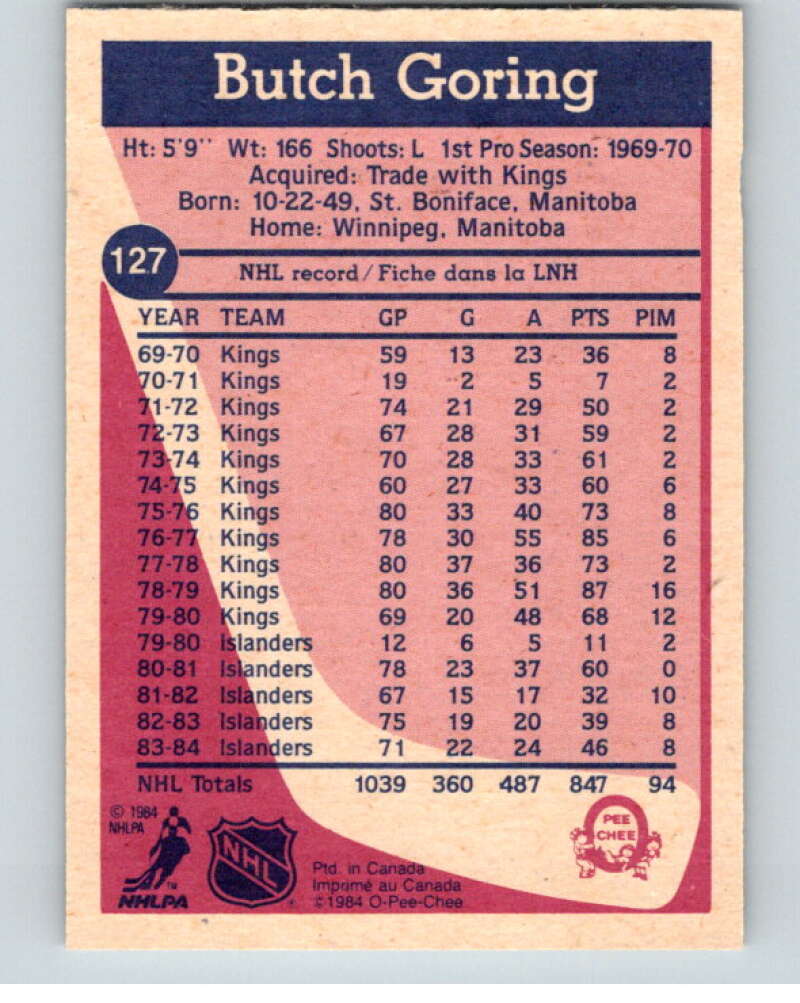 Butch Goring
Ht: 5'9'' Wt: 166 Shoots: L 1st Pro Season: 1969-70
Acquired: Trade with Kings
Born: 10-22-49, St. Boniface, Manitoba
Home: Winnipeg, Manitoba
127
NHL record/Fiche dans la LNH
YEAR TEAM GP G A PTS PIM
69-70 Kings 59 13 23 36 8
70-71 Kings 19 2 5 7 2
71-72 Kings 74 21 29 50 2
72-73 Kings 67 28 31 59 2
73-74 Kings 70 28 33 61 2
74-75 Kings 60 27 33 60 6
75-76 Kings 80 33 40 73 8
76-77 Kings 78 30 55 85 6
77-78 Kings 80 37 36 73 2
78-79 Kings 80 36 51 87 16
79-80 Kings 69 20 48 68 12
79-80 Islanders 12 6 5 11 2
80-81 Islanders 78 23 37 60 0
81-82 Islanders 67 15 17 32 10
82-83 Islanders 75 19 20 39 8
83-84 Islanders 71 22 24 46 8
NHL Totals 1039 360 487 847 94
© 1984
NHLPA
NHLPA
TM
NHL
Ptd. in Canada
Imprimé au Canada
©1984 O-Pee-Chee
PEE
CHEE